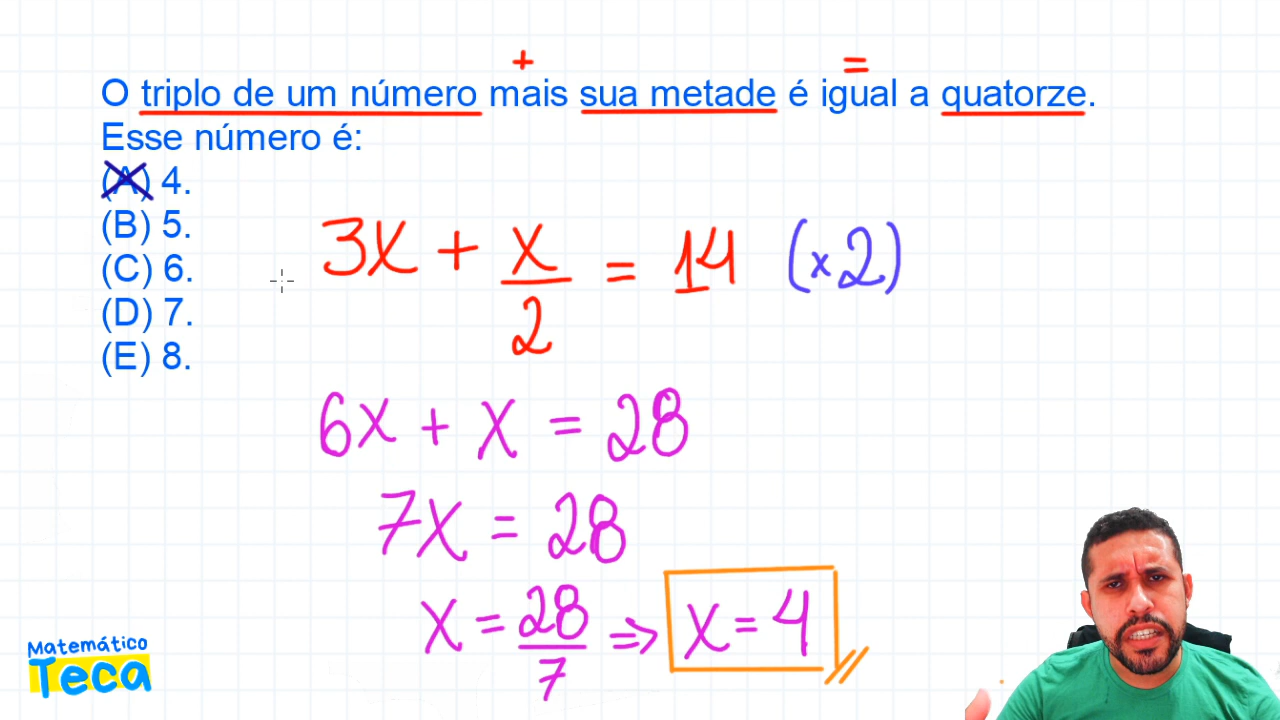 + =
O triplo de um número mais sua metade é igual a quatorze.
Esse número é:
(A) 4.
(B) 5.
(C) 6.
(D) 7.
(E) 8.
3x + x/2 = 14 (x2)
6x + x = 28
7x = 28
x = 28/7 => x = 4
Matemático
Teca